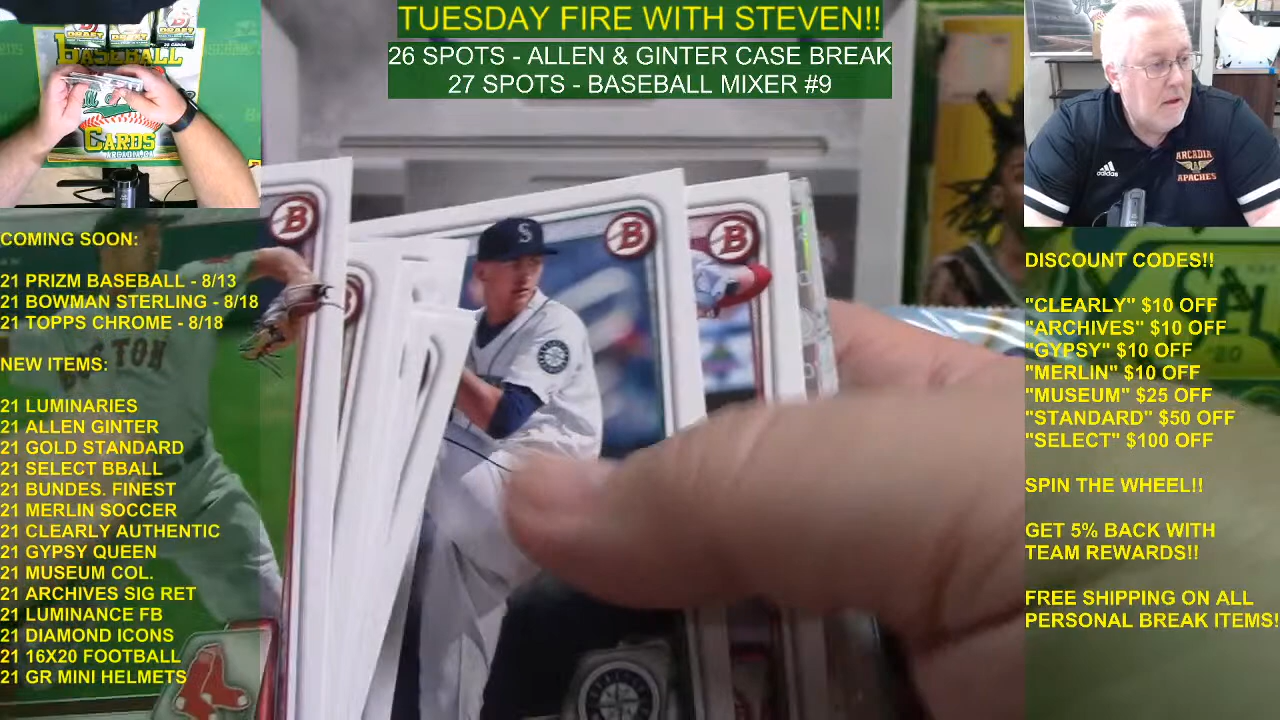 TUESDAY FIRE WITH STEVEN!!
26 SPOTS - ALLEN & GINTER CASE BREAK
27 SPOTS - BASEBALL MIXER #9
BASEBALL
CARDS
ARCADIA
APACHES
adidas
COMING SOON:
21 PRIZM BASEBALL - 8/13
21 BOWMAN STERLING - 8/18
21 TOPPS CHROME - 8/18
NEW ITEMS:
21 LUMINARIES
21 ALLEN GINTER
21 GOLD STANDARD
21 SELECT BBALL
21 BUNDES. FINEST
21 MERLIN SOCCER
21 CLEARLY AUTHENTIC
21 GYPSY QUEEN
21 MUSEUM COL.
21 ARCHIVES SIG RET
21 LUMINANCE FB
21 DIAMOND ICONS
21 16X20 FOOTBALL
21 GR MINI HELMETS
B
B
B
S
DISCOUNT CODES!!
"CLEARLY" $10 OFF
"ARCHIVES" $10 OFF
"GYPSY" $10 OFF
"MERLIN" $10 OFF
"MUSEUM" $25 OFF
"STANDARD" $50 OFF
"SELECT" $100 OFF
SPIN THE WHEEL!!
GET 5% BACK WITH
TEAM REWARDS!!
FREE SHIPPING ON ALL
PERSONAL BREAK ITEMS!